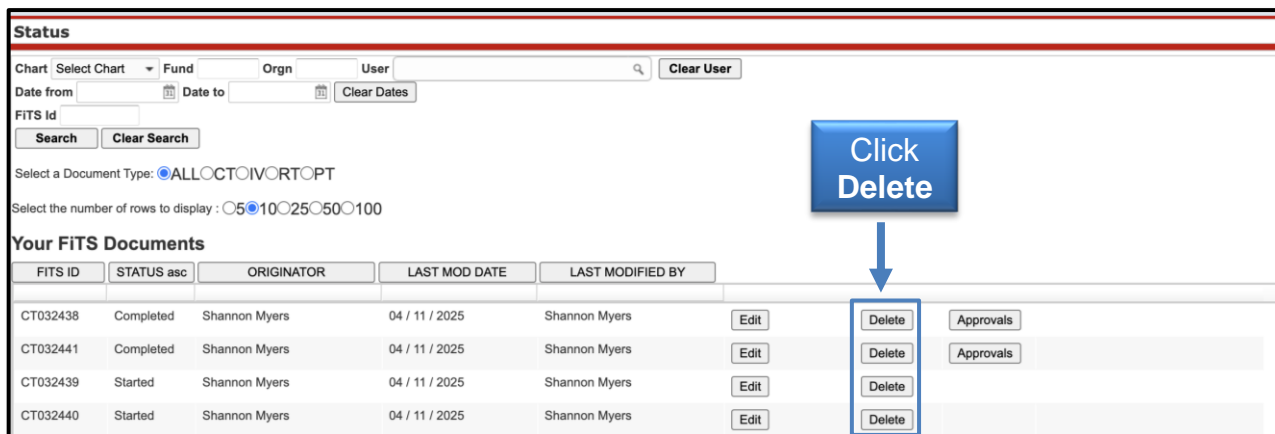 Status
Chart Select Chart Fund Orgn User Clear User
Date from 31 Date to 31 Clear Dates
FiTS Id
Search Clear Search
Click
Delete
Select a Document Type: ALL CT IV RT PT
Select the number of rows to display : 5 10 25 50 100
Your FiTS Documents
FITS ID STATUS asc ORIGINATOR LAST MOD DATE LAST MODIFIED BY
CT032438 Completed Shannon Myers 04 / 11 / 2025 Shannon Myers Edit Delete Approvals
CT032441 Completed Shannon Myers 04 / 11 / 2025 Shannon Myers Edit Delete Approvals
CT032439 Started Shannon Myers 04 / 11 / 2025 Shannon Myers Edit Delete
CT032440 Started Shannon Myers 04 / 11 / 2025 Shannon Myers Edit Delete